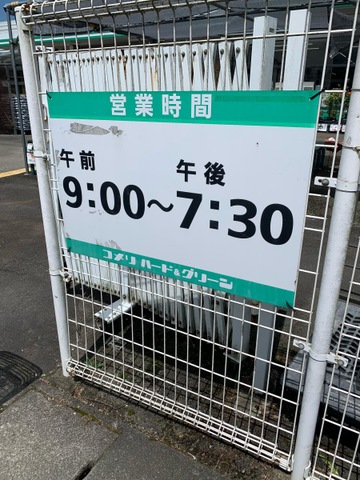 営業時間
午前 午後
9:00～7:30
コメリ ハード&グリーン